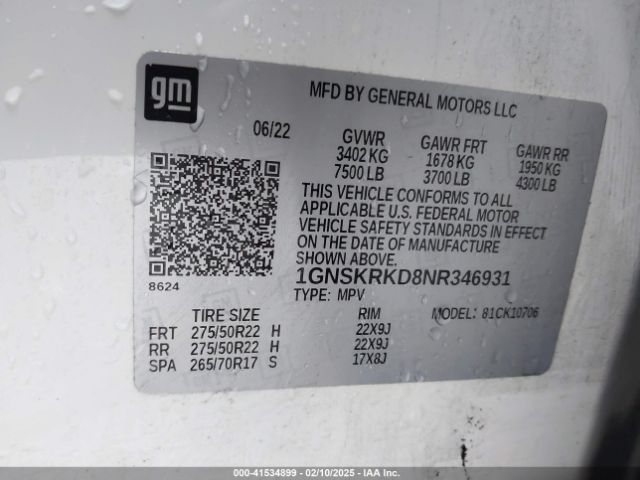 gm
MFD BY GENERAL MOTORS LLC
06/22 GVWR GAWR FRT GAWR RR
3402 KG 1678 KG 1950 KG
7500 LB 3700 LB 4300 LB
THIS VEHICLE CONFORMS TO ALL
APPLICABLE U.S. FEDERAL MOTOR
VEHICLE SAFETY STANDARDS IN EFFECT
ON THE DATE OF MANUFACTURE
SHOWN ABOVE.
8624 1GNSKRKD8NR346931
TYPE: MPV MODEL: 81CK10706
TIRE SIZE RIM
FRT 275/50R22 H 22X9J
RR 275/50R22 H 22X9J
SPA 265/70R17 S 17X8J
000-41534899 - 02/10/2025 - IAA Inc.